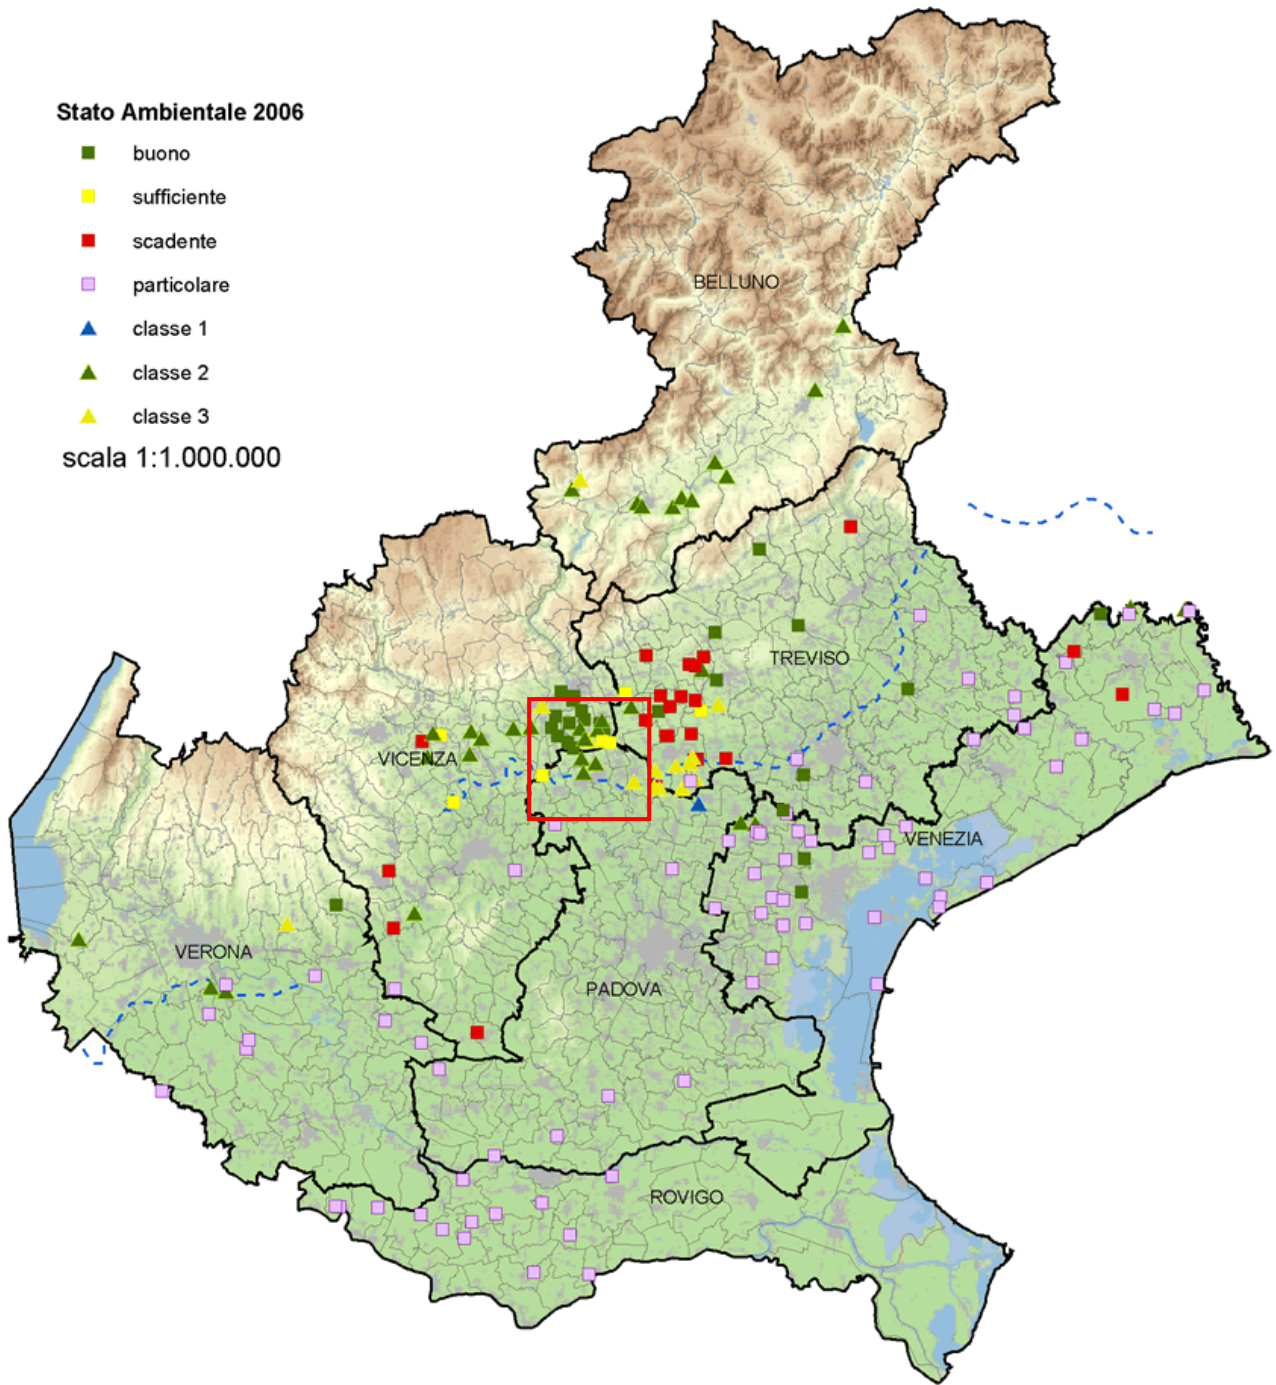 Stato Ambientale 2006
buono
sufficiente
scadente
particolare
classe 1
classe 2
classe 3
scala 1:1.000.000
BELLUNO
TREVISO
VICENZA
VENEZIA
VERONA
PADOVA
ROVIGO